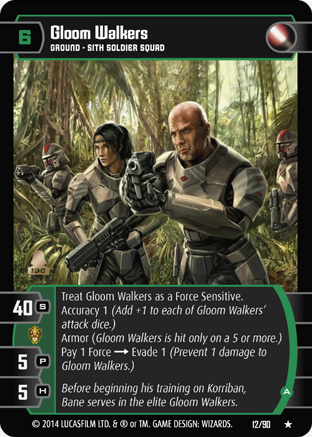 6
Gloom Walkers
GROUND - SITH SOLDIER SQUAD
40 S
Treat Gloom Walkers as a Force Sensitive.
Accuracy 1 (Add +1 to each of Gloom Walkers'
attack dice.)
Armor (Gloom Walkers is hit only on a 5 or more.)
5 P
Pay 1 Force → Evade 1 (Prevent 1 damage to
Gloom Walkers.)
5 H
Before beginning his training on Korriban,
Bane serves in the elite Gloom Walkers.
A
© 2014 LUCASFILM LTD. & ® or TM. GAME DESIGN: WIZARDS.
12/90